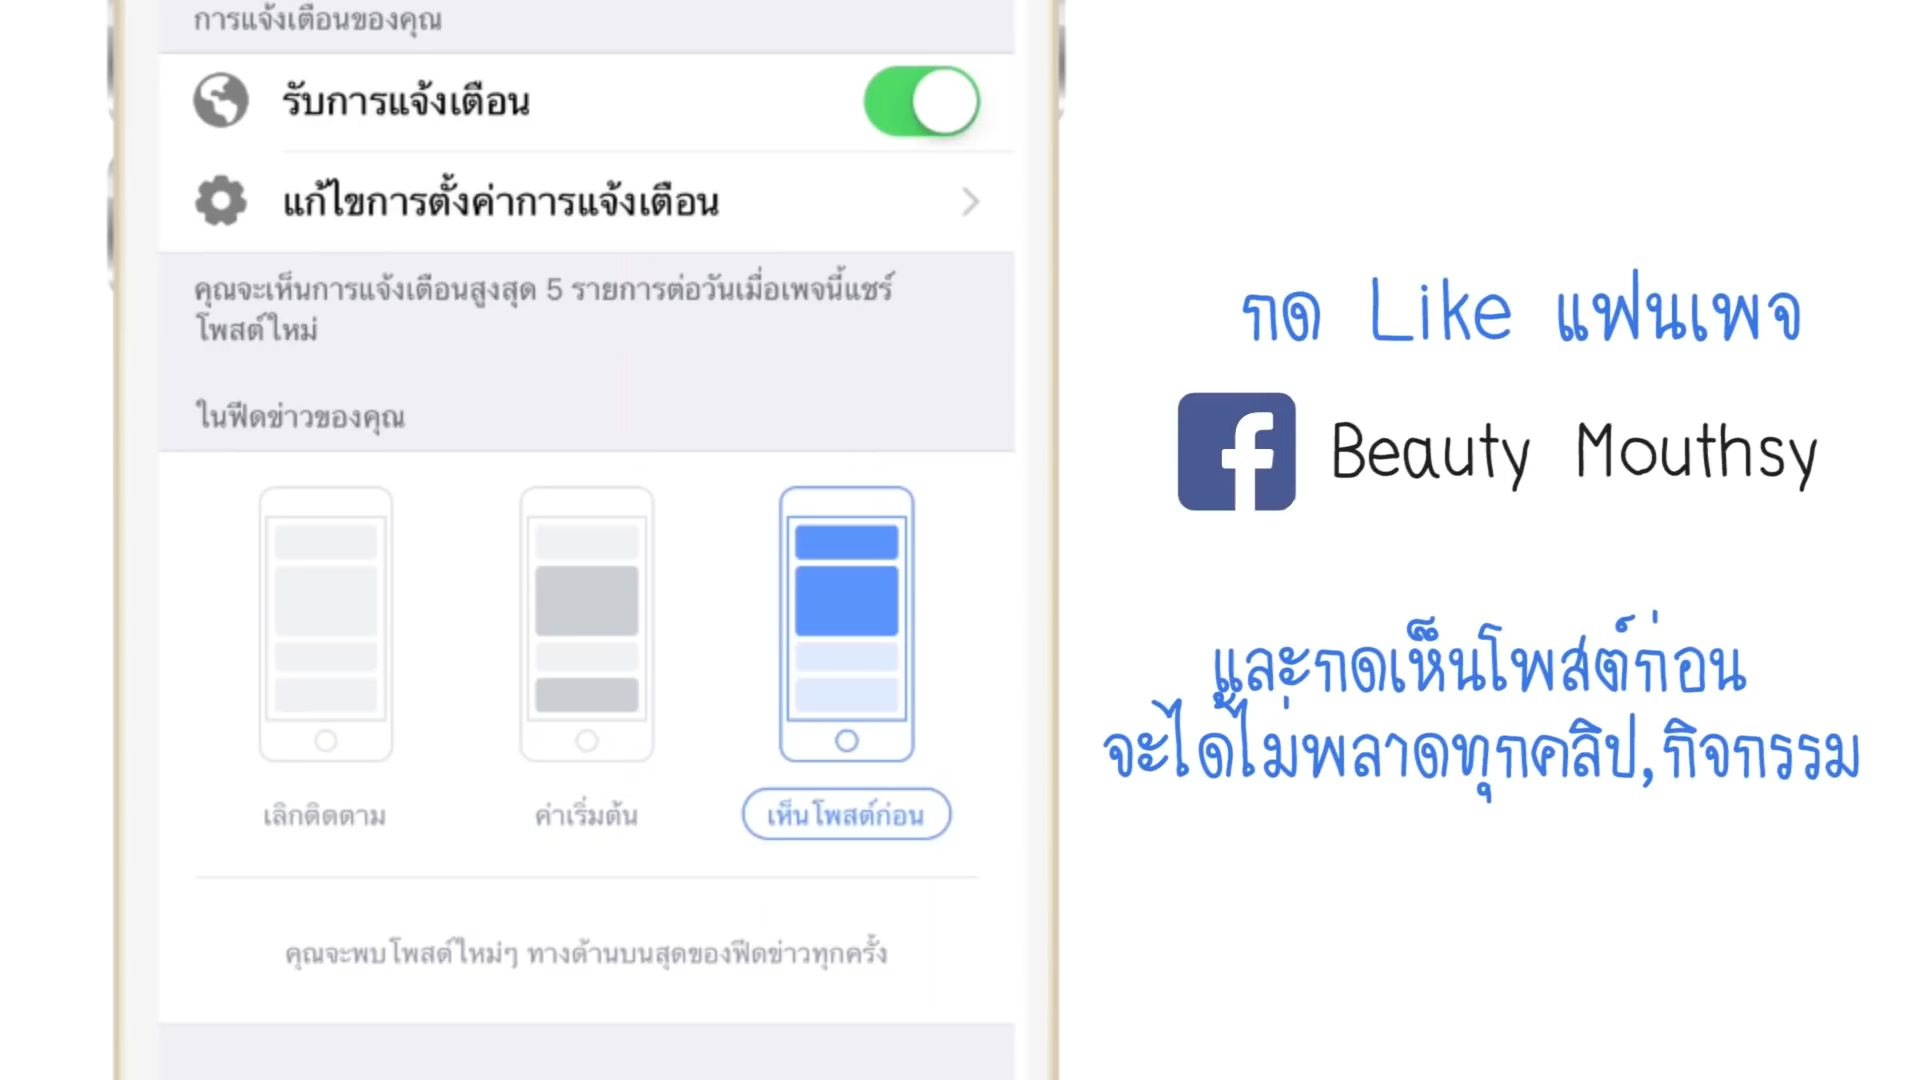 การแจ้งเตือนของคุณ
รับการแจ้งเตือน
แก้ไขการตั้งค่าการแจ้งเตือน
คุณจะเห็นการแจ้งเตือนสูงสุด 5 รายการต่อวันเมื่อเพจนี้แชร์
โพสต์ใหม่
ในฟีดข่าวของคุณ
เลิกติดตาม
ค่าเริ่มต้น
เห็นโพสต์ก่อน
คุณจะพบโพสต์ใหม่ๆ ทางด้านบนสุดของฟีดข่าวทุกครั้ง
กด Like แฟนเพจ
Beauty Mouthsy
และกดเห็นโพสต์ก่อน
จะได้ไม่พลาดทุกคลิป,กิจกรรม